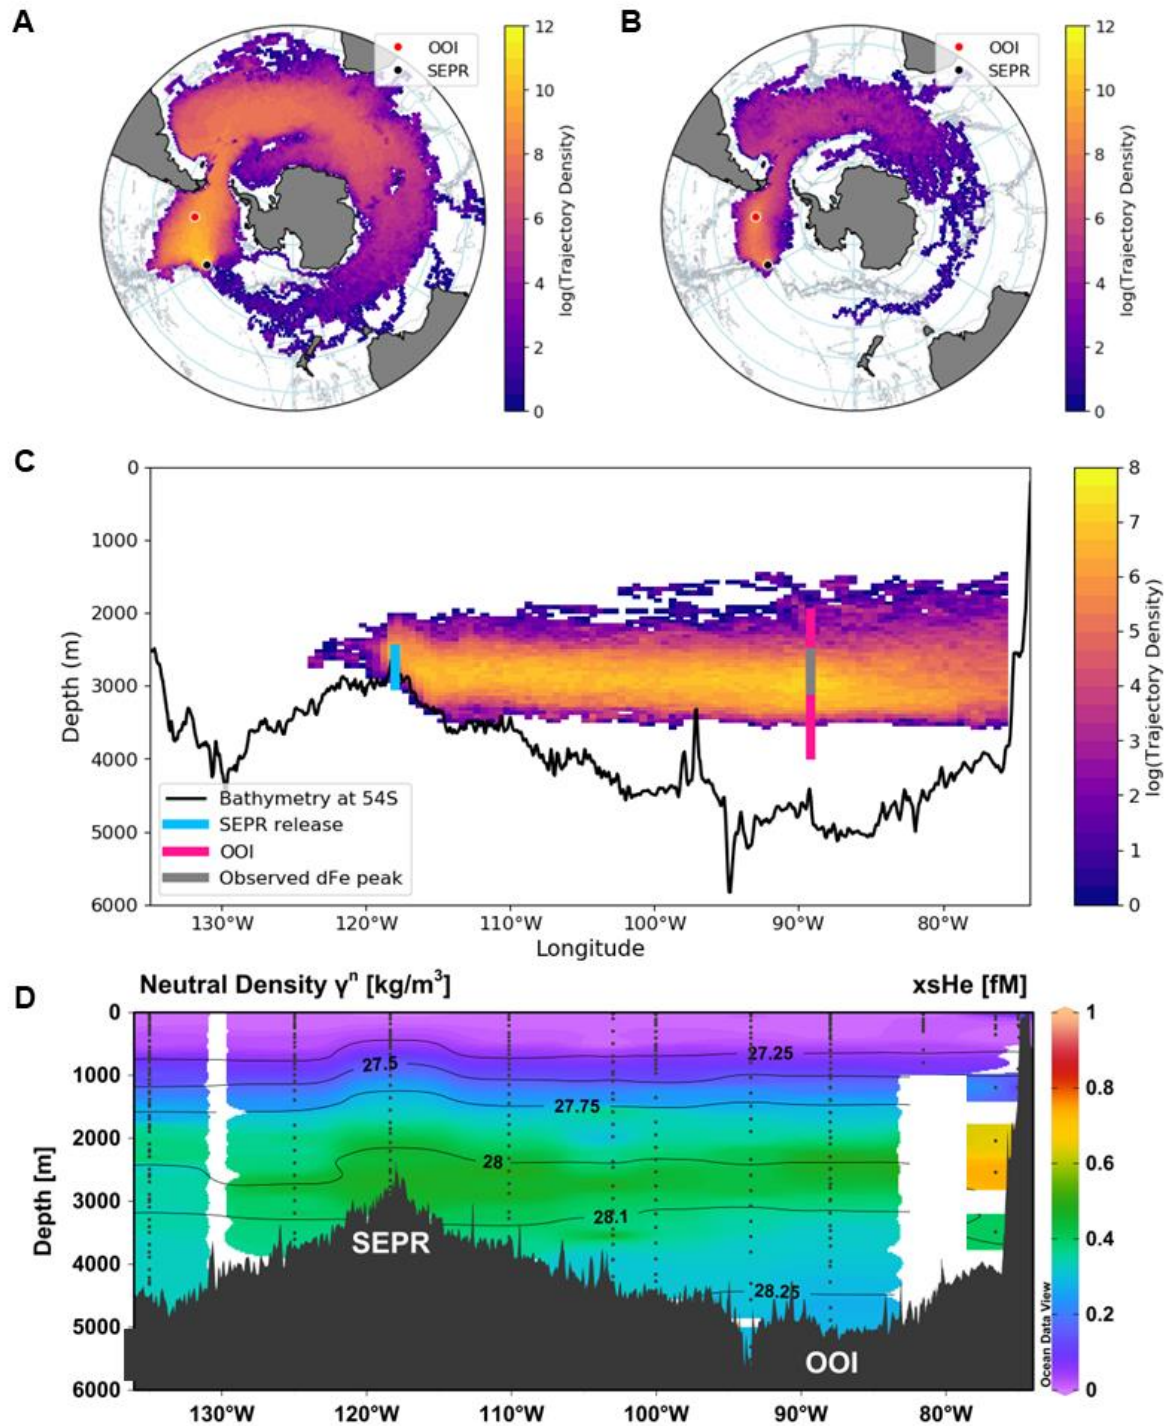 A
B
OOI
SEPR
12
10
8
6
4
2
0
log(Trajectory Density)
OOI
SEPR
12
10
8
6
4
2
0
log(Trajectory Density)
C
0
1000
2000
3000
4000
5000
6000
Depth (m)
Bathymetry at 54S
SEPR release
OOI
Observed dFe peak
130°W
120°W
110°W
100°W
90°W
80°W
Longitude
8
7
6
5
4
3
2
1
0
log(Trajectory Density)
D
Neutral Density γⁿ [kg/m³]
xsHe [fM]
0
1000
2000
3000
4000
5000
6000
Depth [m]
27.25
27.5
27.75
28
28.1
28.25
SEPR
OOI
130°W
120°W
110°W
100°W
90°W
80°W
Ocean Data View
1
0.8
0.6
0.4
0.2
0